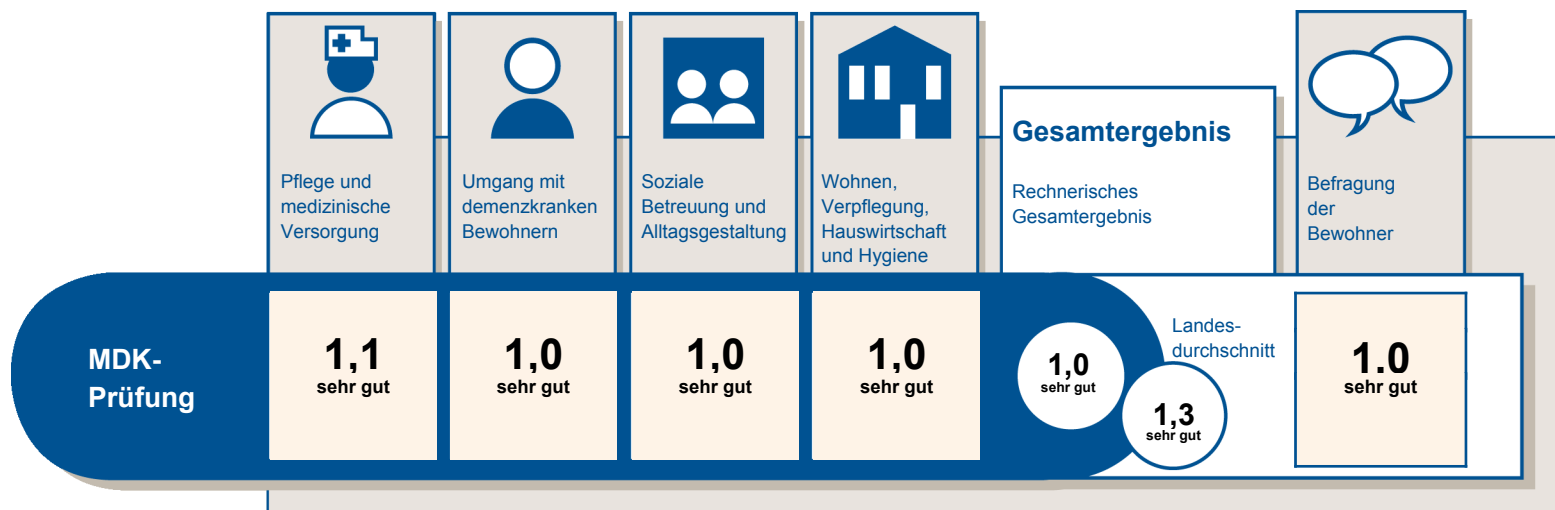 Pflege und
medizinische
Versorgung
Umgang mit
demenzkranken
Bewohnern
Soziale
Betreuung und
Alltagsgestaltung
Wohnen,
Verpflegung,
Hauswirtschaft
und Hygiene
Gesamtergebnis
Rechnerisches
Gesamtergebnis
Befragung
der
Bewohner
MDK-
Prüfung
1,1
sehr gut
1,0
sehr gut
1,0
sehr gut
1,0
sehr gut
1,0
sehr gut
Landes-
durchschnitt
1,3
sehr gut
1.0
sehr gut